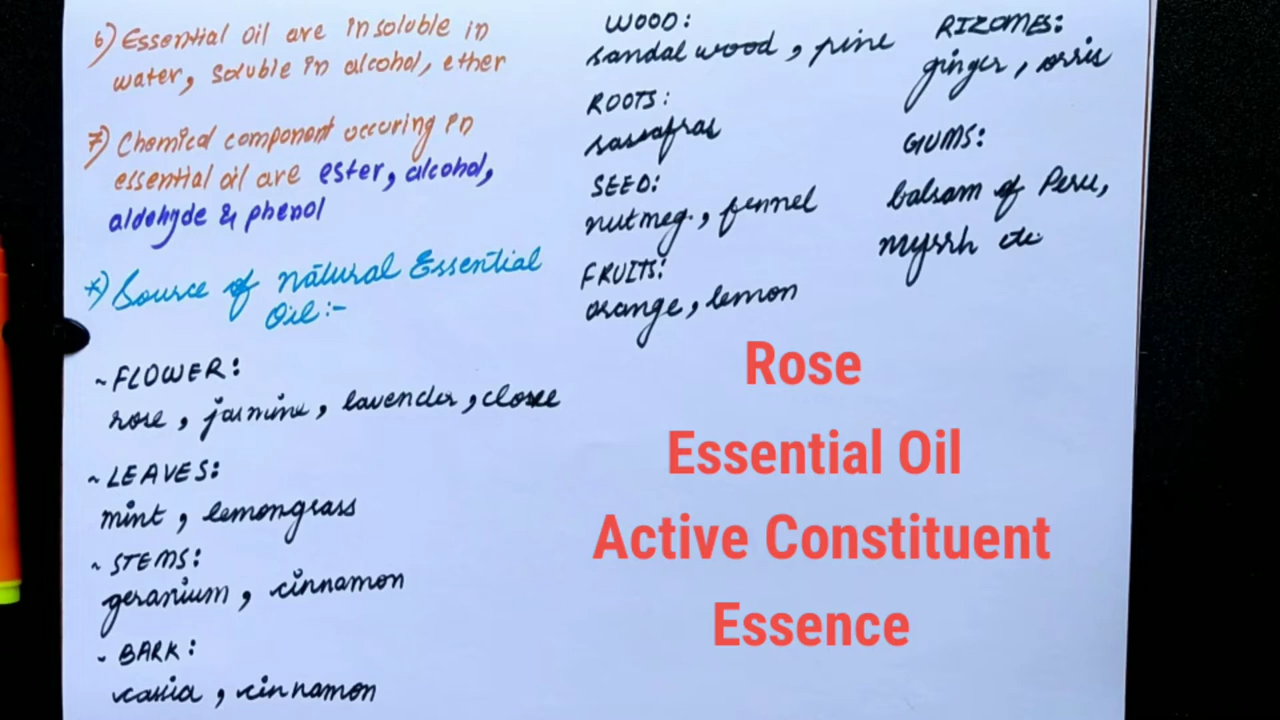 6) Essential oil are insoluble in
water, soluble in alcohol, ether
7) Chemical component occuring in
essential oil are ester, alcohol,
aldehyde & phenol
*) Source of natural Essential
Oil:-
~ FLOWER:
rose, jasmine, lavender, clove
~ LEAVES:
mint, lemongrass
~ STEMS:
geranium, cinnamon
~ BARK:
cassia, cinnamon
WOOD:
sandal wood, pine
ROOTS:
sassafras
SEED:
nutmeg, fennel
FRUITS:
orange, lemon
RIZOMES:
ginger, orris
GUMS:
balsam of Peru,
myrrh etc
Rose
Essential Oil
Active Constituent
Essence